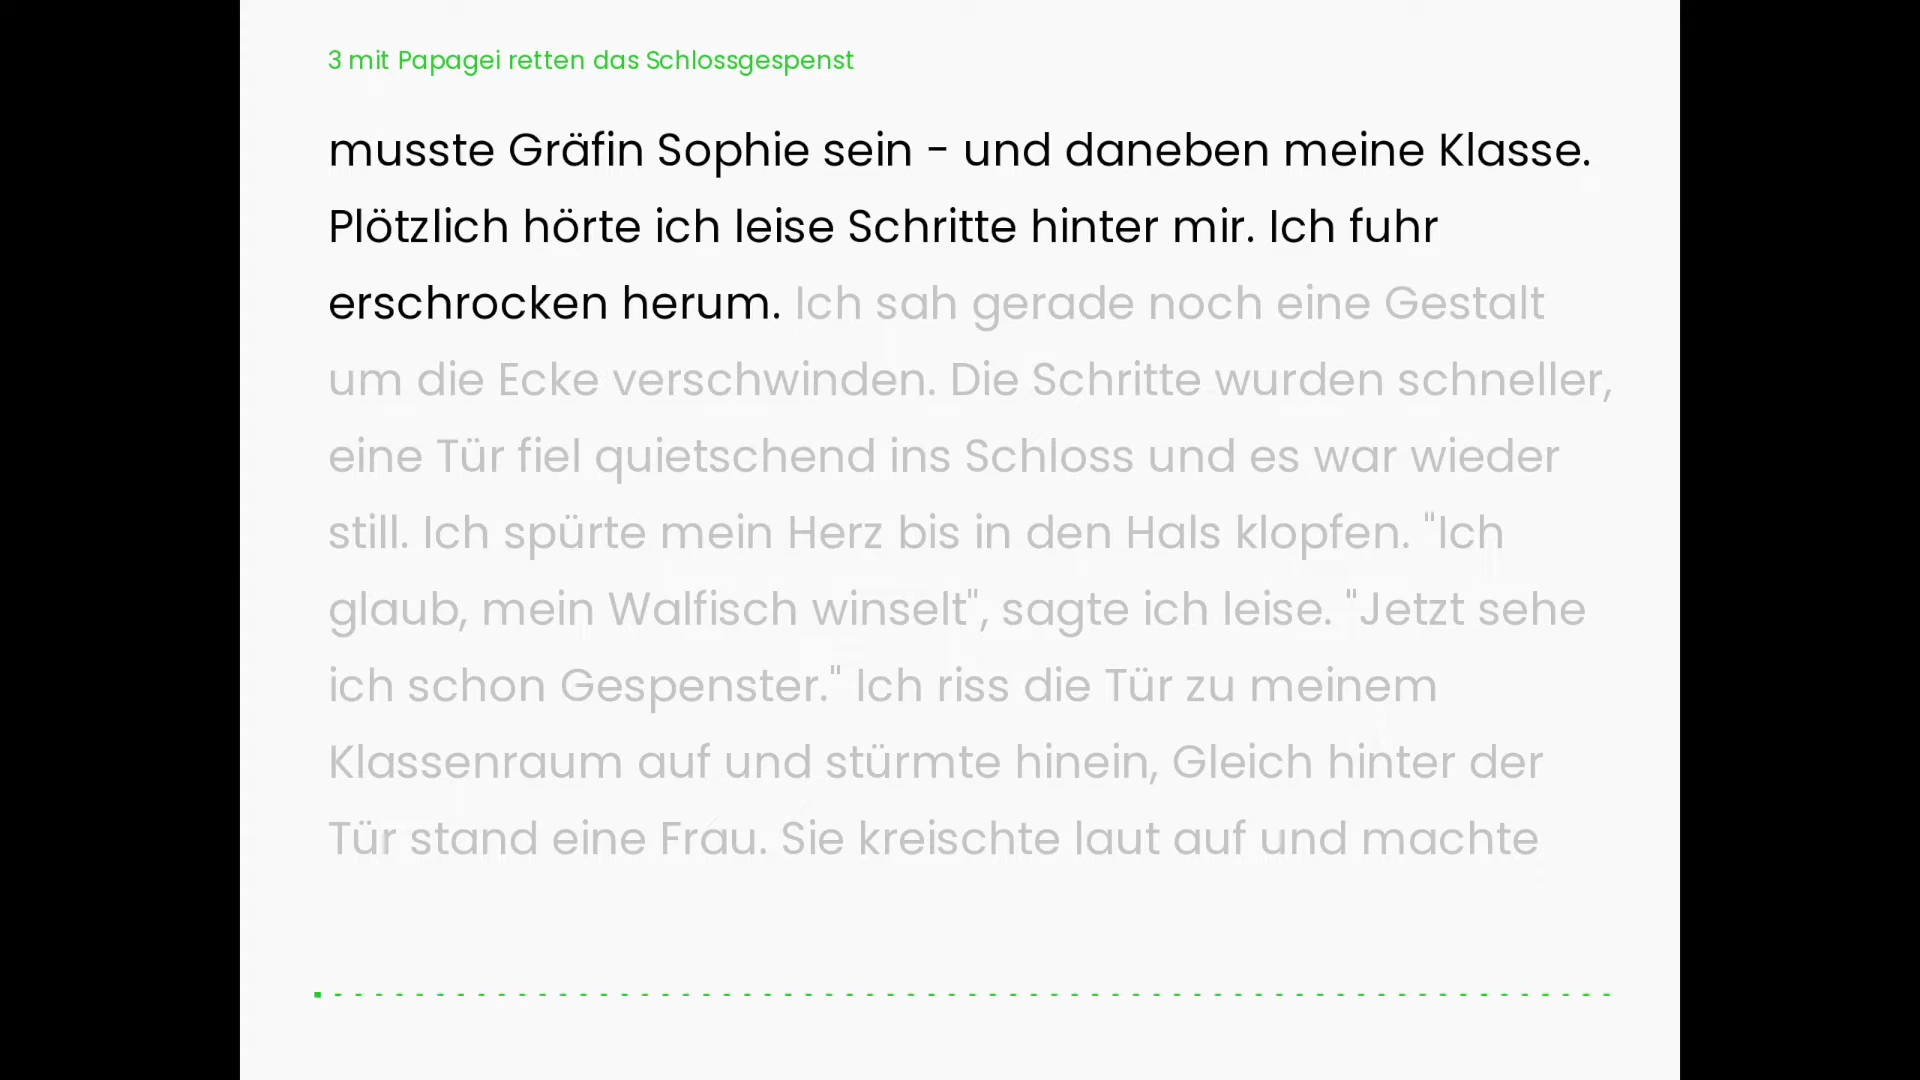 3 mit Papagei retten das Schlossgespenst
musste Gräfin Sophie sein - und daneben meine Klasse.
Plötzlich hörte ich leise Schritte hinter mir. Ich fuhr
erschrocken herum. Ich sah gerade noch eine Gestalt
um die Ecke verschwinden. Die Schritte wurden schneller,
eine Tür fiel quietschend ins Schloss und es war wieder
still. Ich spürte mein Herz bis in den Hals klopfen. "Ich
glaub, mein Walfisch winselt", sagte ich leise. "Jetzt sehe
ich schon Gespenster." Ich riss die Tür zu meinem
Klassenraum auf und stürmte hinein, Gleich hinter der
Tür stand eine Frau. Sie kreischte laut auf und machte